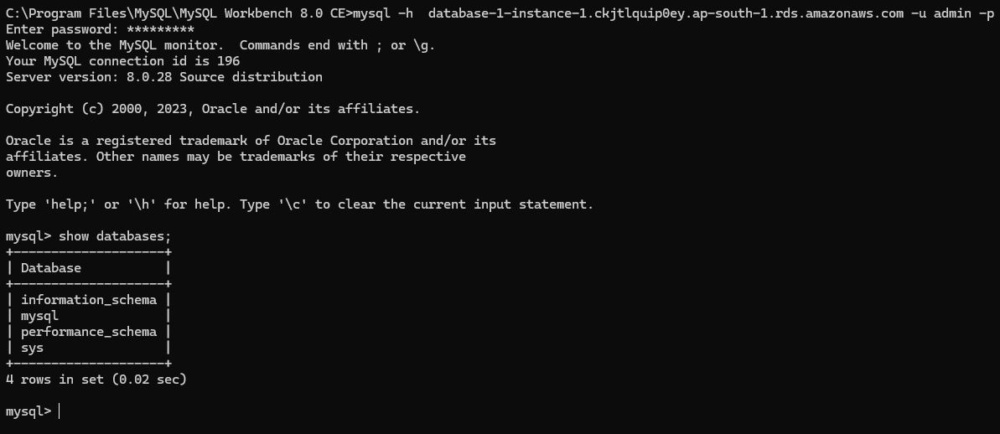 C:\Program Files\MySQL\MySQL Workbench 8.0 CE>mysql -h  database-1-instance-1.ckjtlquip0ey.ap-south-1.rds.amazonaws.com -u admin -p
Enter password: *********
Welcome to the MySQL monitor.  Commands end with ; or \g.
Your MySQL connection id is 196
Server version: 8.0.28 Source distribution

Copyright (c) 2000, 2023, Oracle and/or its affiliates.

Oracle is a registered trademark of Oracle Corporation and/or its
affiliates. Other names may be trademarks of their respective
owners.

Type 'help;' or '\h' for help. Type '\c' to clear the current input statement.

mysql> show databases;
+--------------------+
| Database           |
+--------------------+
| information_schema |
| mysql              |
| performance_schema |
| sys                |
+--------------------+
4 rows in set (0.02 sec)

mysql>